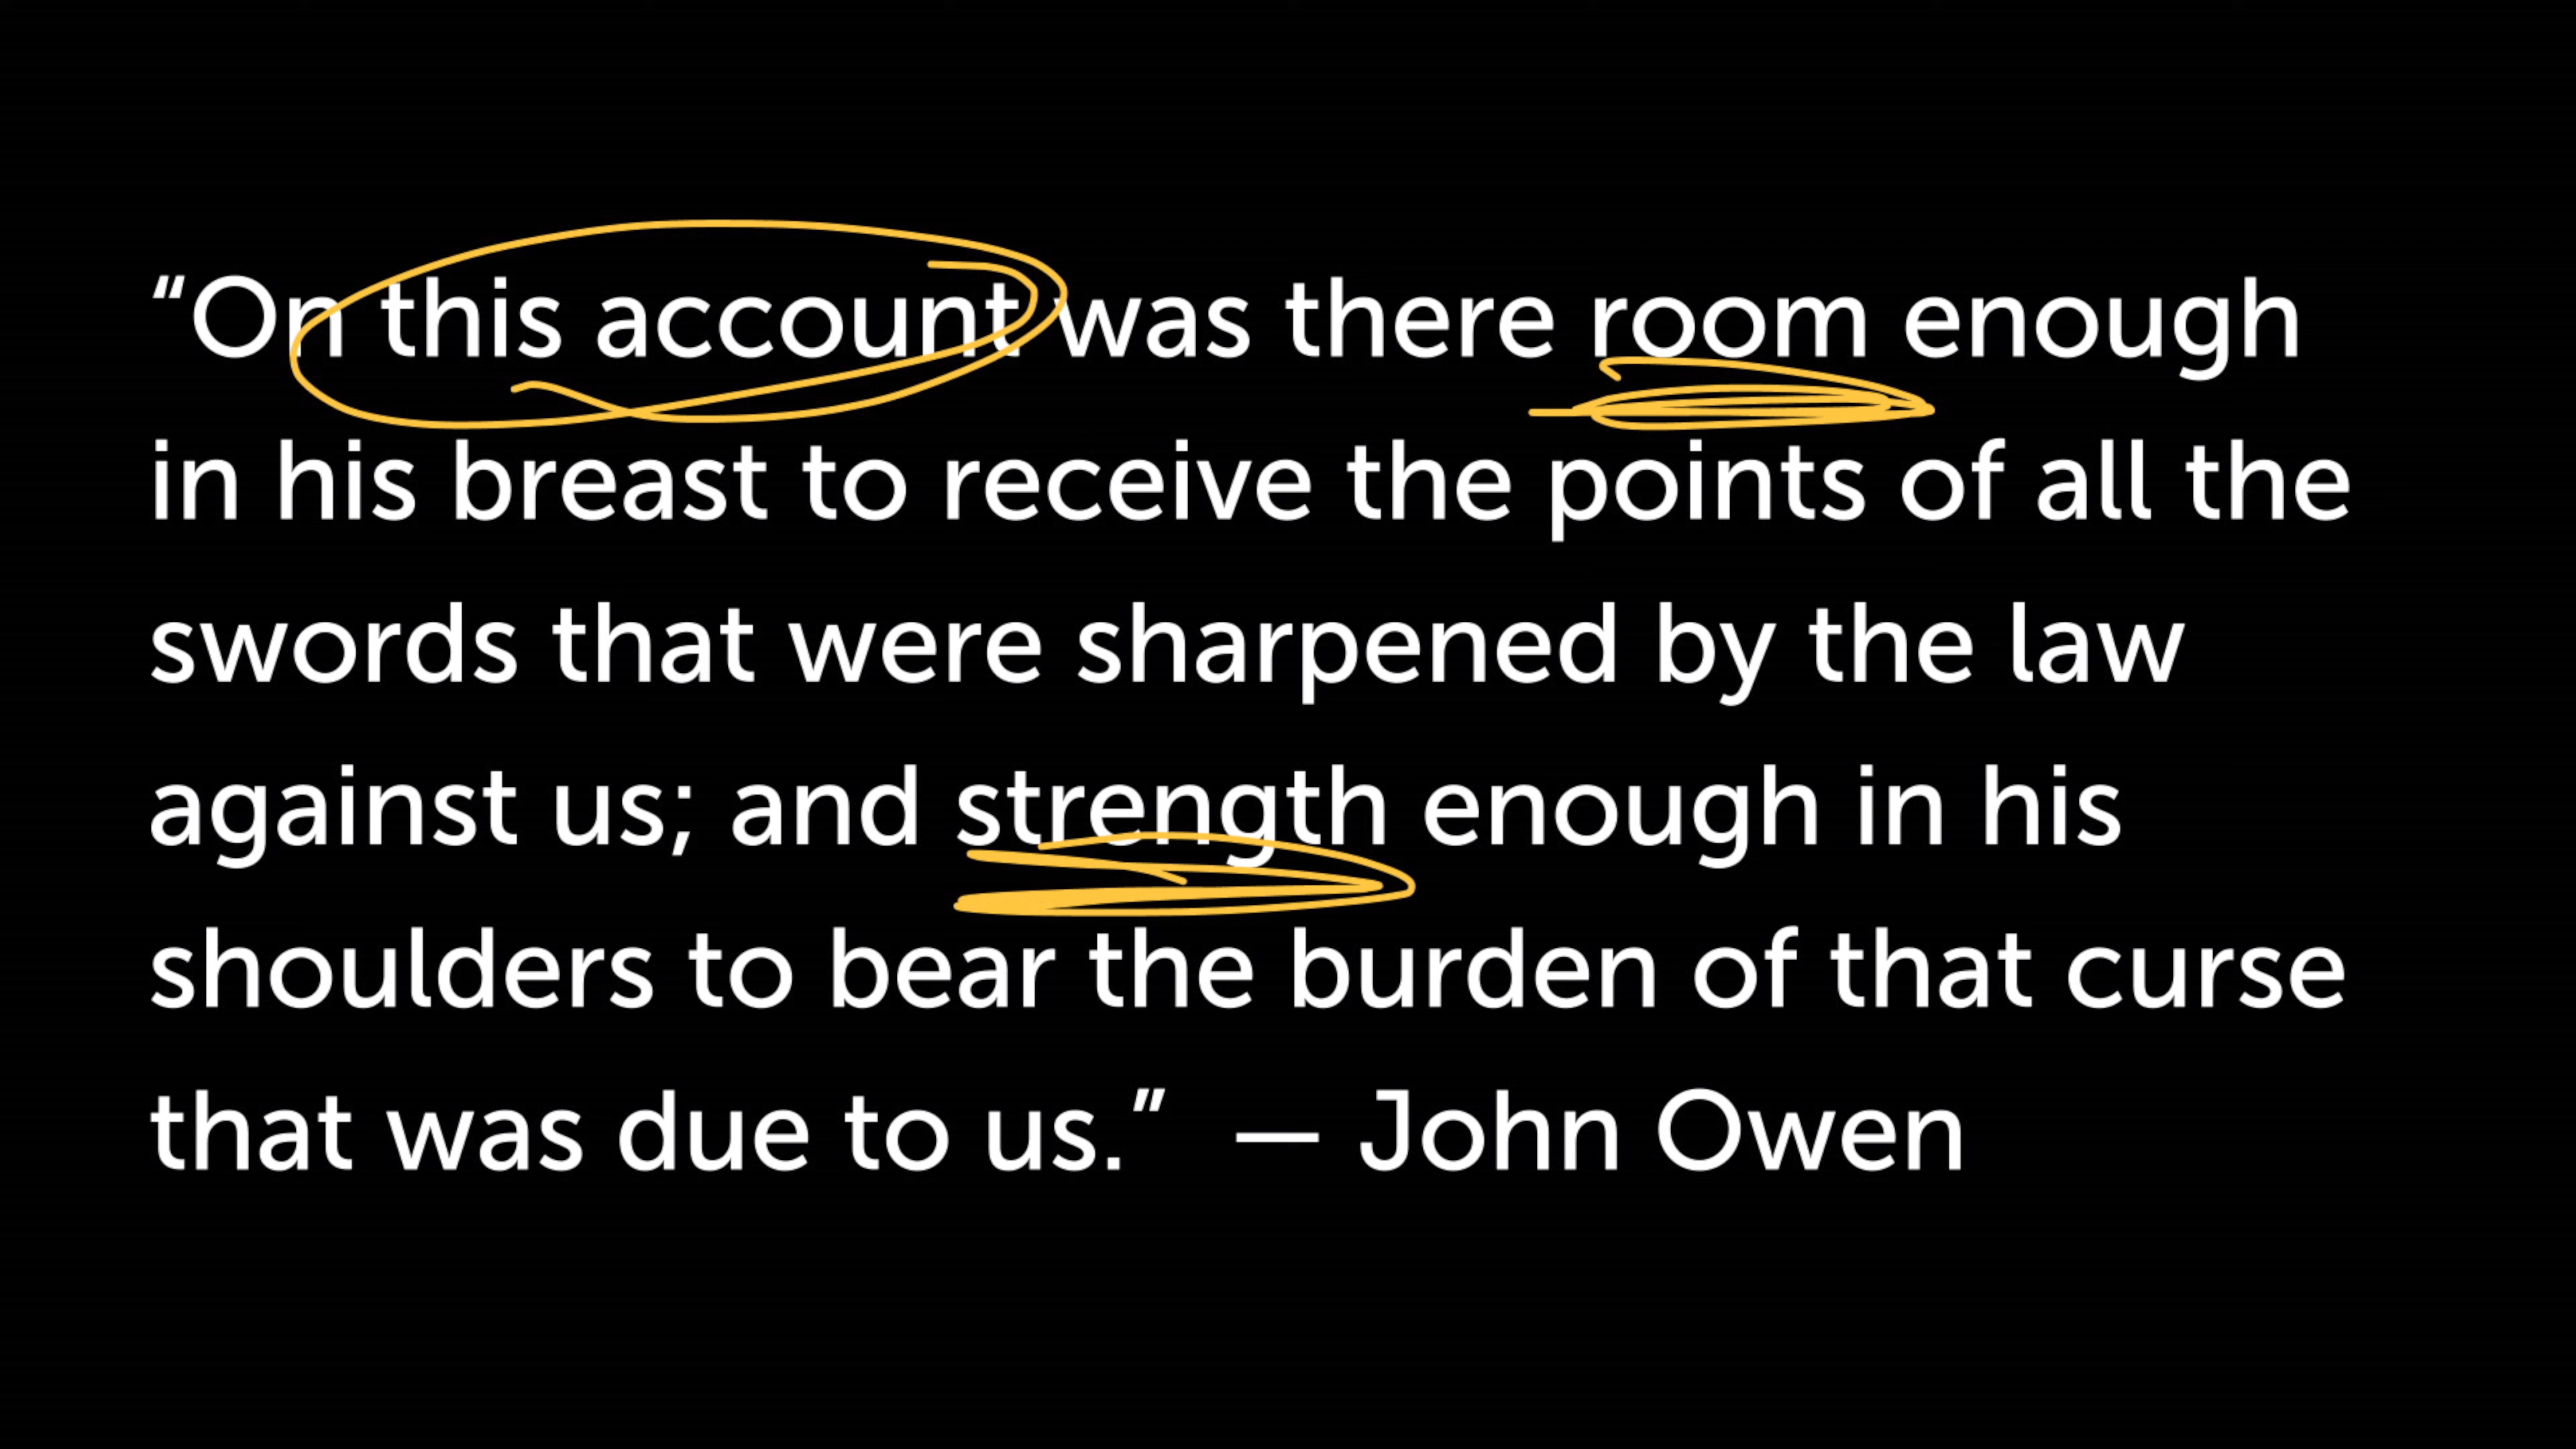 “On this account was there room enough
in his breast to receive the points of all the
swords that were sharpened by the law
against us; and strength enough in his
shoulders to bear the burden of that curse
that was due to us.” — John Owen